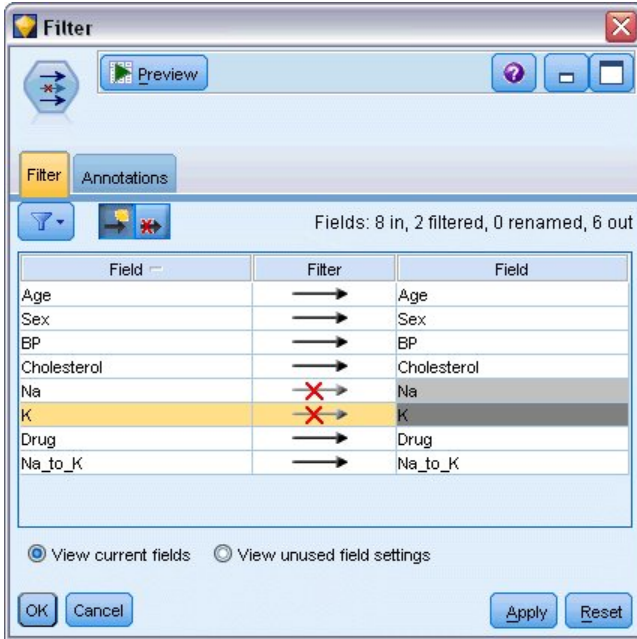 Filter
Preview
?
Filter Annotations
Fields: 8 in, 2 filtered, 0 renamed, 6 out
Field Filter Field
Age Age
Sex Sex
BP BP
Cholesterol Cholesterol
Na Na
K K
Drug Drug
Na_to_K Na_to_K
View current fields View unused field settings
OK Cancel Apply Reset